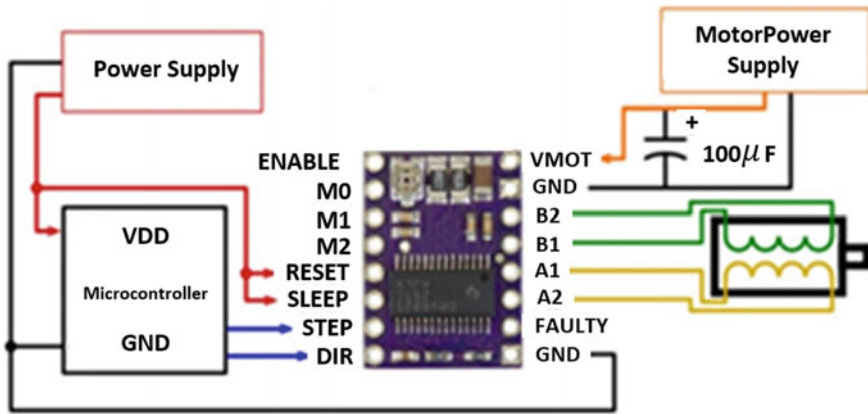 Power Supply
MotorPower
Supply
+
100μF
ENABLE
M0
M1
M2
RESET
SLEEP
STEP
DIR
VMOT
GND
B2
B1
A1
A2
FAULTY
GND
VDD
Microcontroller
GND